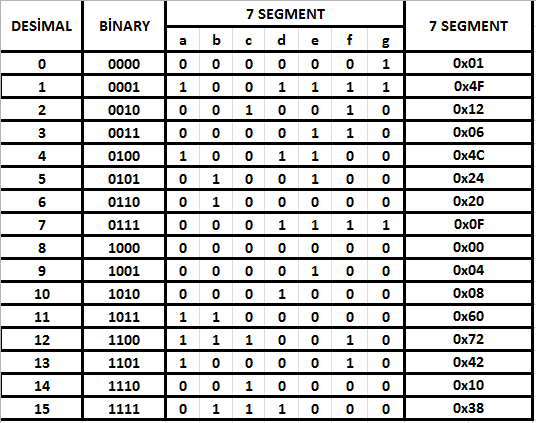 DESİMAL BİNARY 7 SEGMENT 7 SEGMENT
a b c d e f g
0 0000 0 0 0 0 0 0 1 0x01
1 0001 1 0 0 1 1 1 1 0x4F
2 0010 0 0 1 0 0 1 0 0x12
3 0011 0 0 0 0 1 1 0 0x06
4 0100 1 0 0 1 1 0 0 0x4C
5 0101 0 1 0 0 1 0 0 0x24
6 0110 0 1 0 0 0 0 0 0x20
7 0111 0 0 0 1 1 1 1 0x0F
8 1000 0 0 0 0 0 0 0 0x00
9 1001 0 0 0 0 1 0 0 0x04
10 1010 0 0 0 1 0 0 0 0x08
11 1011 1 1 0 0 0 0 0 0x60
12 1100 1 1 1 0 0 1 0 0x72
13 1101 1 0 0 0 0 1 0 0x42
14 1110 0 0 1 0 0 0 0 0x10
15 1111 0 1 1 1 0 0 0 0x38